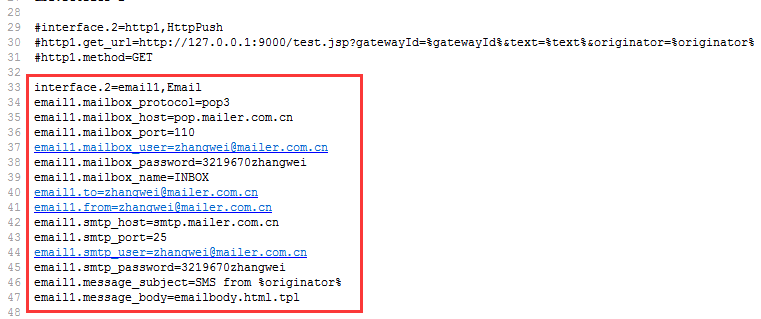 28
29 #interface.2=http1,HttpPush
30 #http1.get_url=http://127.0.0.1:9000/test.jsp?gatewayId=%gatewayId%&text=%text%&originator=%originator%
31 #http1.method=GET
32
33 interface.2=email1,Email
34 email1.mailbox_protocol=pop3
35 email1.mailbox_host=pop.mailer.com.cn
36 email1.mailbox_port=110
37 email1.mailbox_user=zhangwei@mailer.com.cn
38 email1.mailbox_password=3219670zhangwei
39 email1.mailbox_name=INBOX
40 email1.to=zhangwei@mailer.com.cn
41 email1.from=zhangwei@mailer.com.cn
42 email1.smtp_host=smtp.mailer.com.cn
43 email1.smtp_port=25
44 email1.smtp_user=zhangwei@mailer.com.cn
45 email1.smtp_password=3219670zhangwei
46 email1.message_subject=SMS from %originator%
47 email1.message_body=emailbody.html.tpl
48